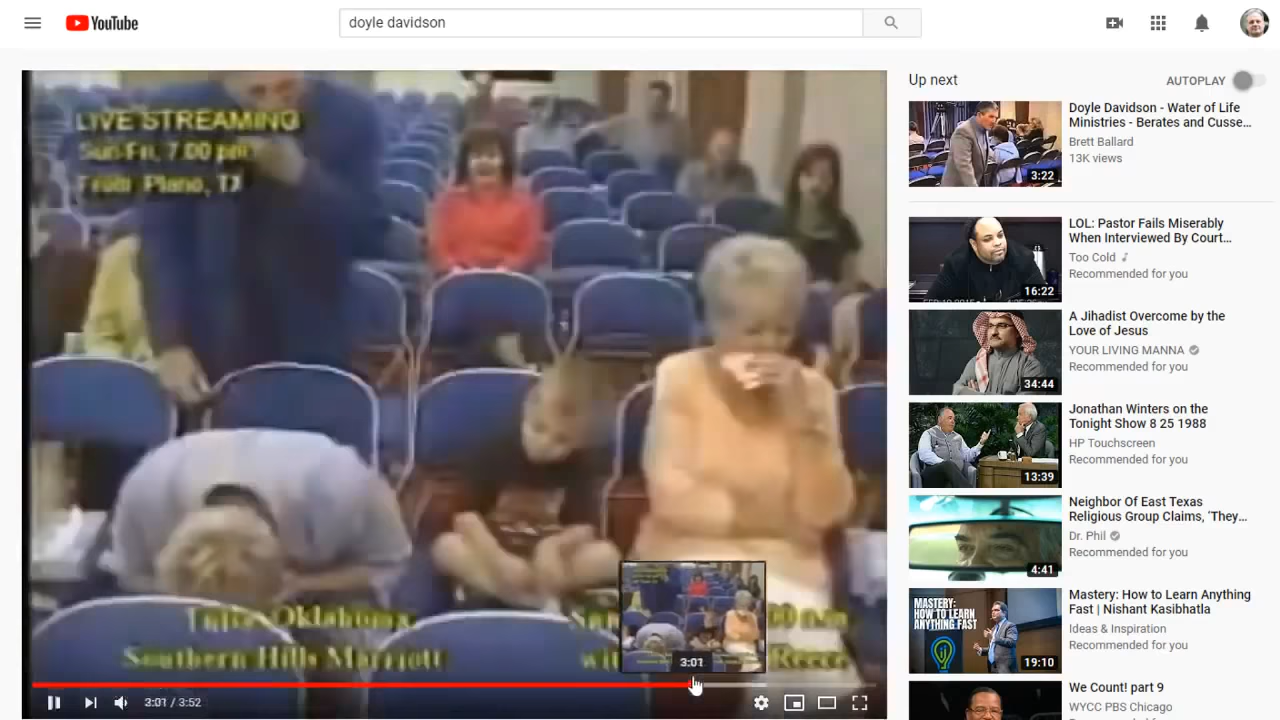 YouTube
doyle davidson
LIVE STREAMING
Sun-Fri, 7:00 pm
From Plano, TX
Tulsa, Oklahoma
Southern Hills Marriott
3:01
3:01 / 3:52
Up next
AUTOPLAY
Doyle Davidson - Water of Life
Ministries - Berates and Cusse...
Brett Ballard
13K views
3:22
LOL: Pastor Fails Miserably
When Interviewed By Court...
Too Cold ♪
Recommended for you
16:22
A Jihadist Overcome by the
Love of Jesus
YOUR LIVING MANNA
Recommended for you
34:44
Jonathan Winters on the
Tonight Show 8 25 1988
HP Touchscreen
Recommended for you
13:39
Neighbor Of East Texas
Religious Group Claims, ‘They...
Dr. Phil
Recommended for you
4:41
Mastery: How to Learn Anything
Fast | Nishant Kasibhatla
Ideas & Inspiration
Recommended for you
MASTERY:
HOW TO LEARN
ANYTHING
FAST
19:10
We Count! part 9
WYCC PBS Chicago